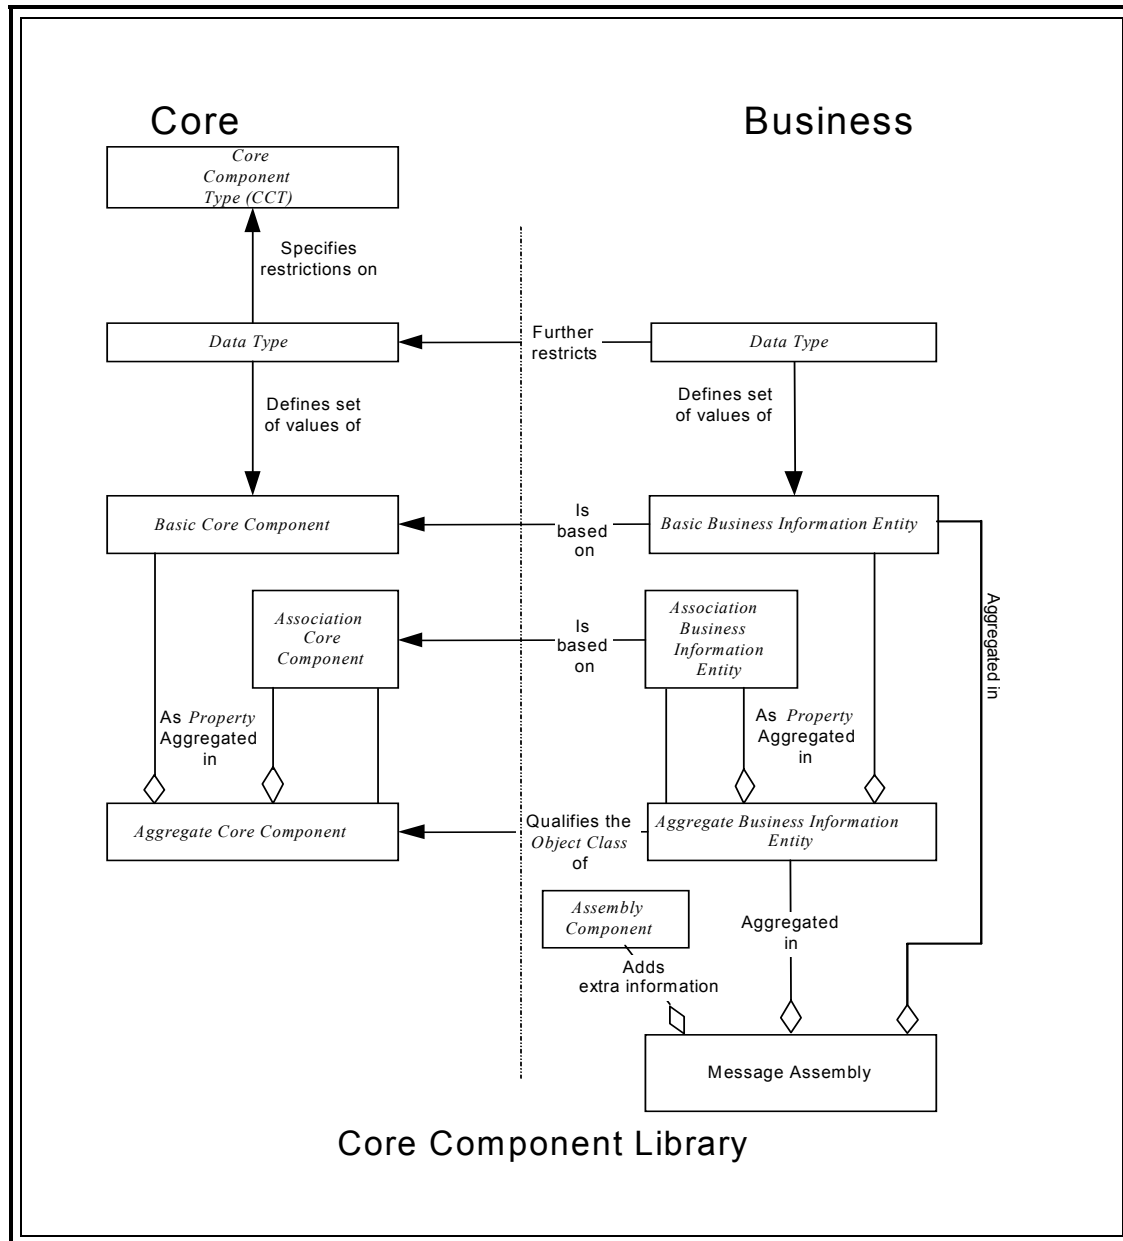 Core
Business
Core
Component
Type (CCT)
Specifies
restrictions on
Data Type
Further
restricts
Data Type
Defines set
of values of
Defines set
of values of
Basic Core Component
Is
based
on
Basic Business Information Entity
Association
Core
Component
Is
based
on
Association
Business
Information
Entity
Aggregated in
As Property
Aggregated
in
As Property
Aggregated
in
Aggregate Core Component
Qualifies the
Object Class
of
Aggregate Business Information
Entity
Assembly
Component
Aggregated
in
Adds
extra information
Message Assembly
Core Component Library